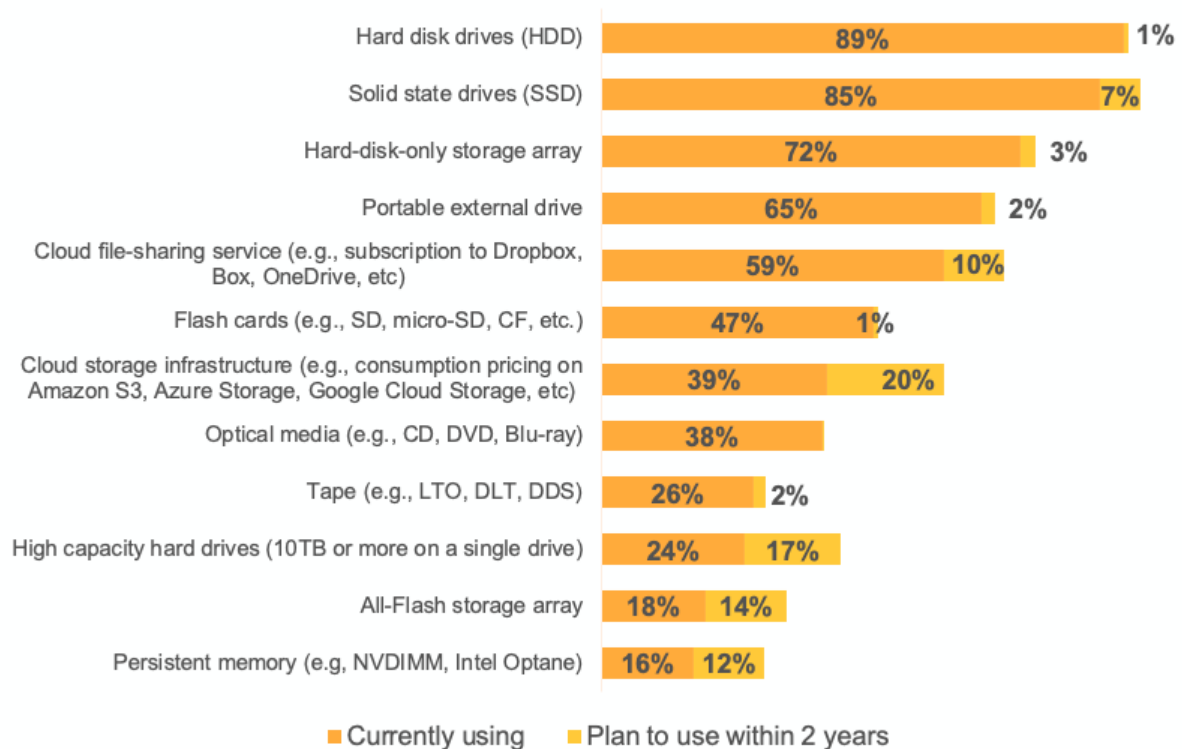 Hard disk drives (HDD) 89% 1%
Solid state drives (SSD) 85% 7%
Hard-disk-only storage array 72% 3%
Portable external drive 65% 2%
Cloud file-sharing service (e.g., subscription to Dropbox,
Box, OneDrive, etc) 59% 10%
Flash cards (e.g., SD, micro-SD, CF, etc.) 47% 1%
Cloud storage infrastructure (e.g., consumption pricing on
Amazon S3, Azure Storage, Google Cloud Storage, etc) 39% 20%
Optical media (e.g., CD, DVD, Blu-ray) 38%
Tape (e.g., LTO, DLT, DDS) 26% 2%
High capacity hard drives (10TB or more on a single drive) 24% 17%
All-Flash storage array 18% 14%
Persistent memory (e.g, NVDIMM, Intel Optane) 16% 12%
Currently using Plan to use within 2 years